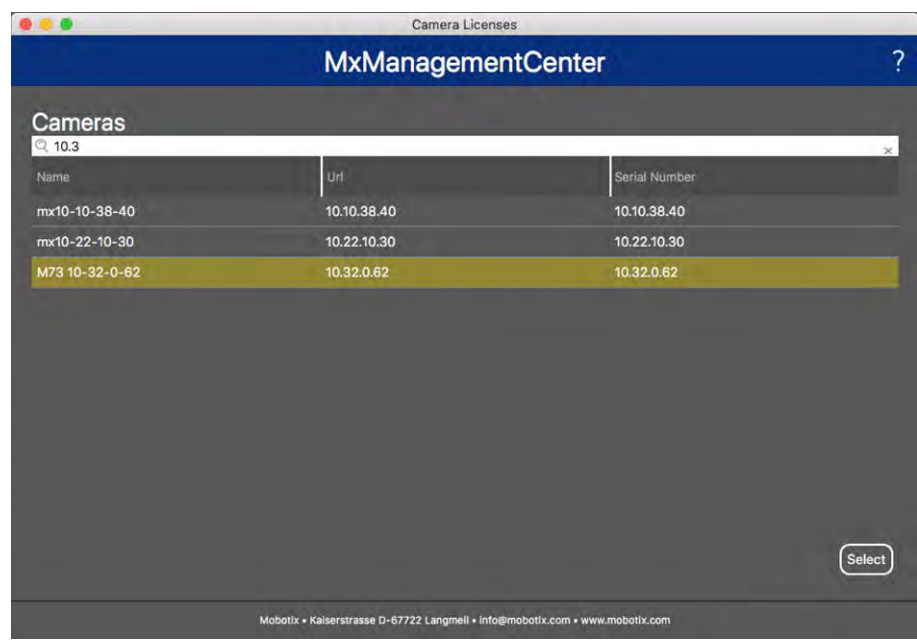 Camera Licenses
MxManagementCenter ?
Cameras
10.3 ×
Name Url Serial Number
mx10-10-38-40 10.10.38.40 10.10.38.40
mx10-22-10-30 10.22.10.30 10.22.10.30
M73 10-32-0-62 10.32.0.62 10.32.0.62
Select
Mobotix • Kaiserstrasse D-67722 Langmeil • info@mobotix.com • www.mobotix.com